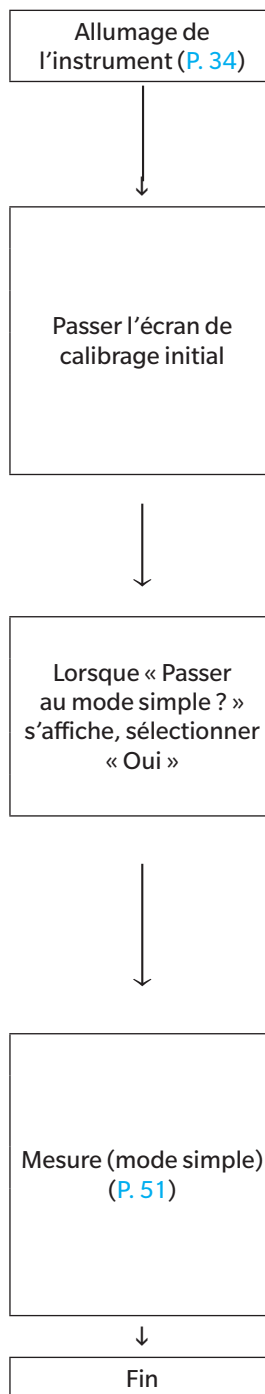 Allumage de
l’instrument (P. 34)
Passer l’écran de
calibrage initial
Lorsque « Passer
au mode simple ? »
s’affiche, sélectionner
« Oui »
Mesure (mode simple)
(P. 51)
Fin